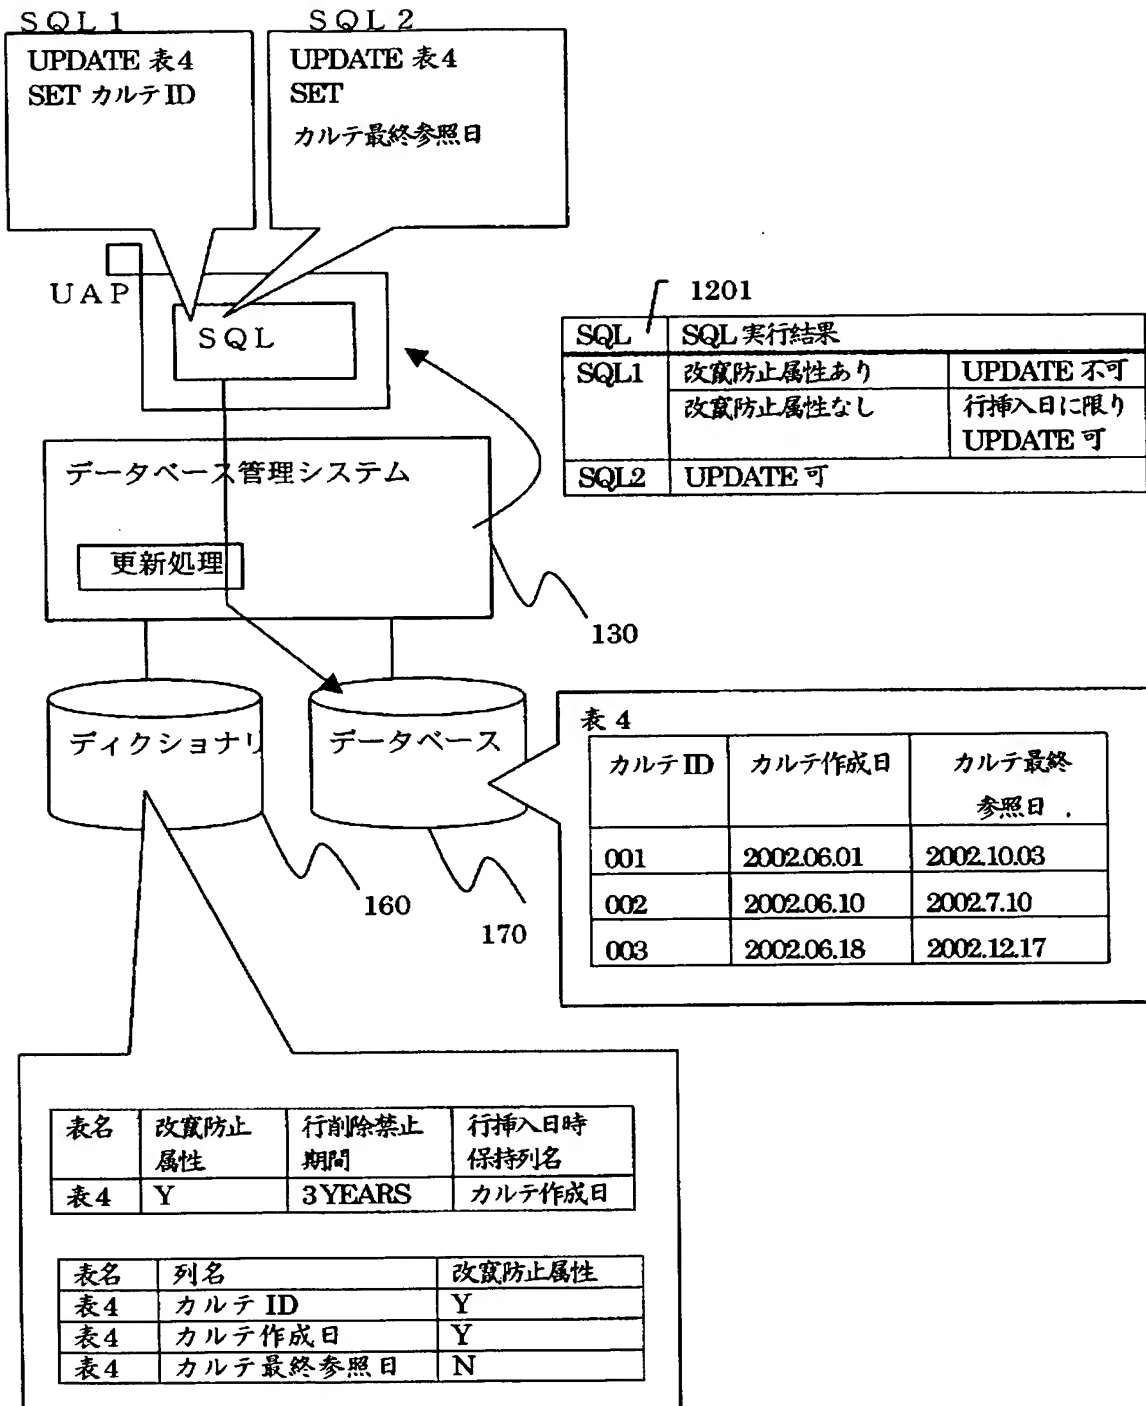 SQL1
UPDATE 表4
SET カルテID
SQL2
UPDATE 表4
SET
カルテ最終参照日
UAP
SQL
1201
SQL SQL実行結果
SQL1 改竄防止属性あり UPDATE 不可
改竄防止属性なし 行挿入日に限り
UPDATE 可
SQL2 UPDATE 可
データベース管理システム
更新処理
130
ディクショナリ
データベース
160
170
表 4
カルテID カルテ作成日 カルテ最終
参照日
001 2002.06.01 2002.10.03
002 2002.06.10 2002.7.10
003 2002.06.18 2002.12.17
表名 改竄防止 行削除禁止 行挿入日時
属性 期間 保持列名
表4 Y 3YEARS カルテ作成日
表名 列名 改竄防止属性
表4 カルテ ID Y
表4 カルテ作成日 Y
表4 カルテ最終参照日 N